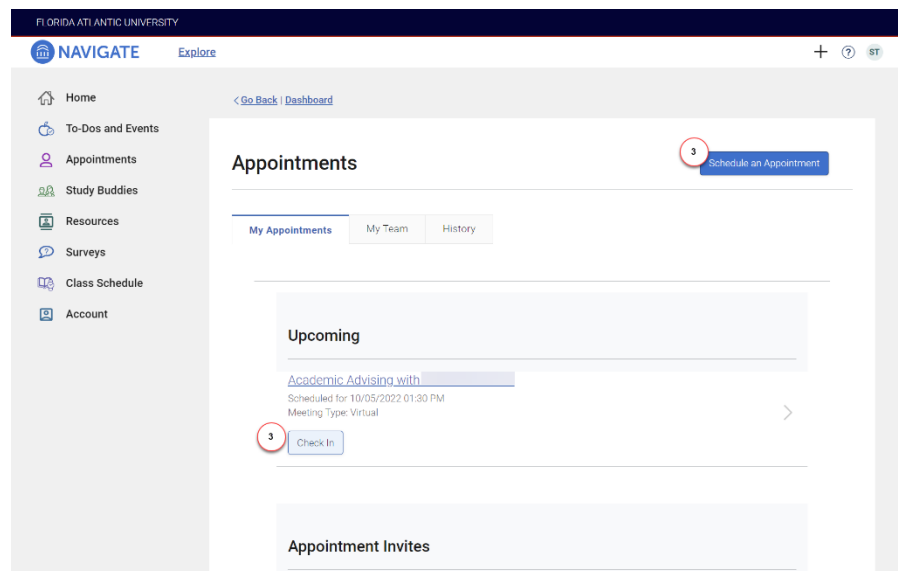 FLORIDA ATLANTIC UNIVERSITY
NAVIGATE Explore ST
Home
To-Dos and Events
Appointments
Study Buddies
Resources
Surveys
Class Schedule
Account
< Go Back | Dashboard
Appointments
3 Schedule an Appointment
My Appointments My Team History
Upcoming
Academic Advising with
Scheduled for 10/05/2022 01:30 PM
Meeting Type: Virtual
3 Check In
Appointment Invites